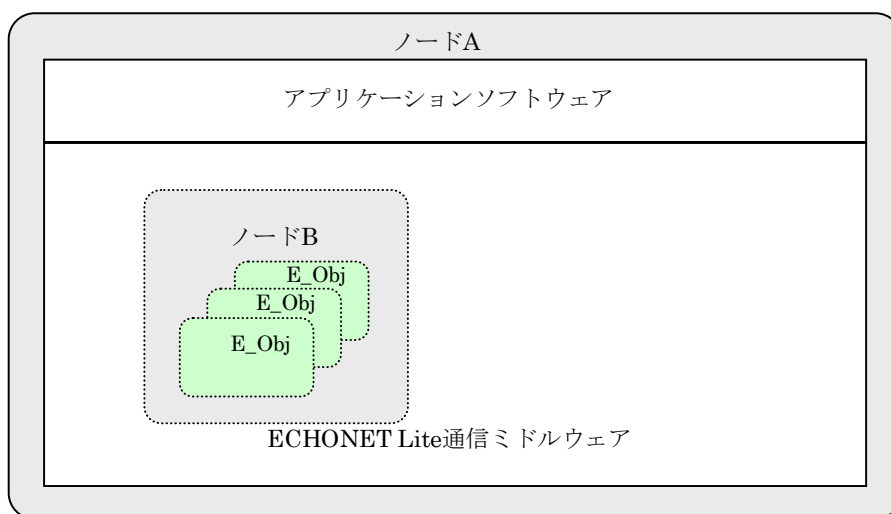 ノードA
アプリケーションソフトウェア
ノードB
E_Obj
E_Obj
E_Obj
ECHONET Lite通信ミドルウェア